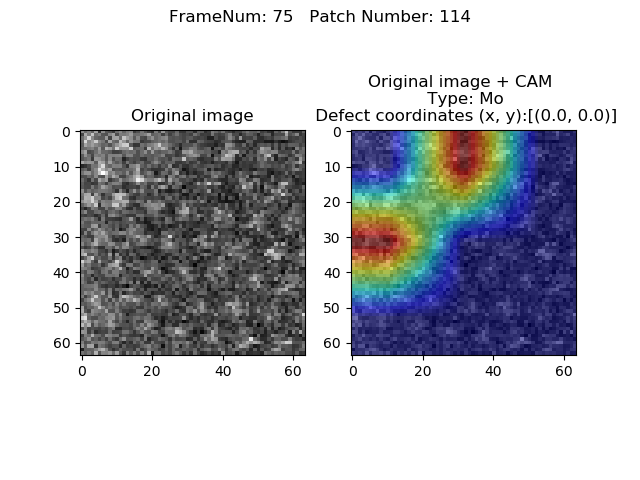 FrameNum: 75   Patch Number: 114
Original image
0
10
20
30
40
50
60
0 20 40 60
Original image + CAM
Type: Mo
Defect coordinates (x, y):[(0.0, 0.0)]
0
10
20
30
40
50
60
0 20 40 60